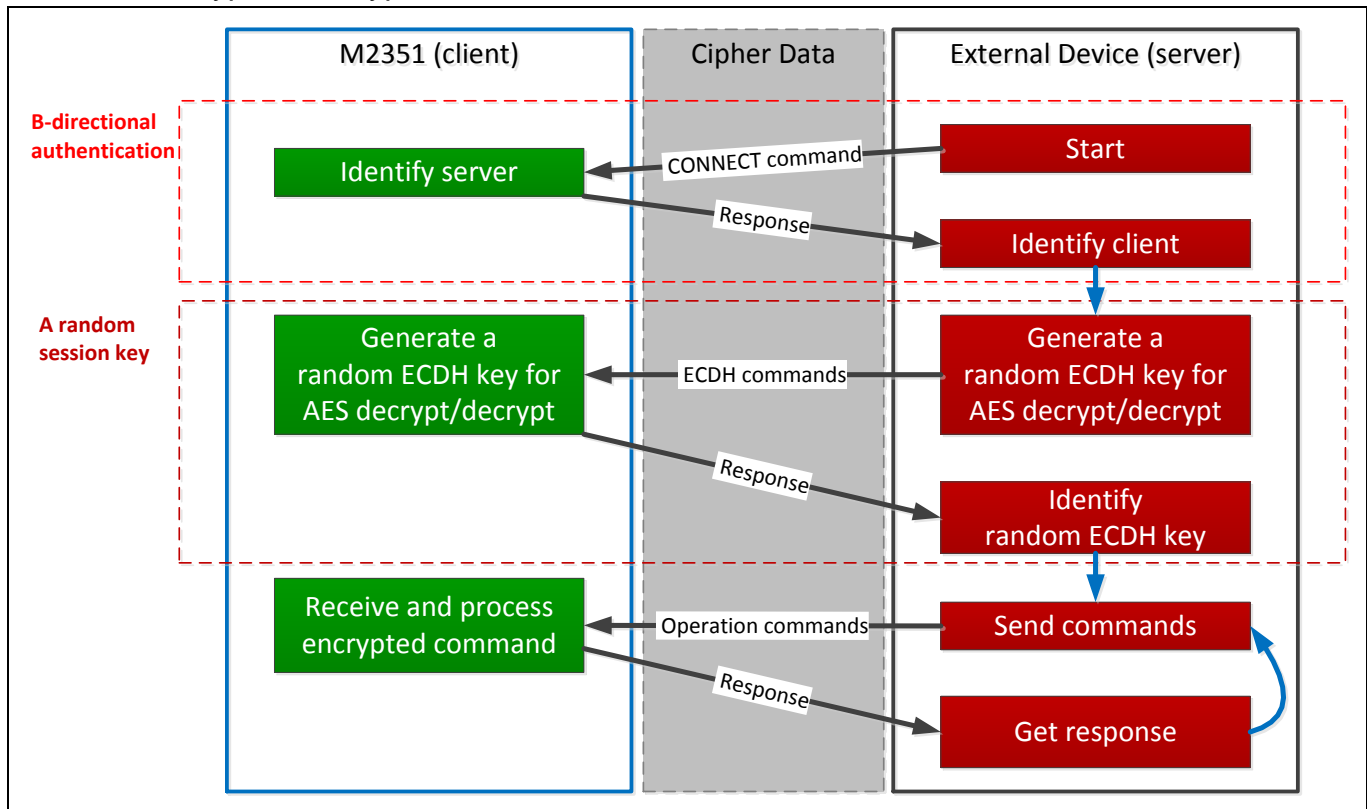 M2351 (client)
Cipher Data
External Device (server)
B-directional
authentication
Start
CONNECT command
Identify server
Response
Identify client
A random
session key
Generate a
random ECDH key for
AES decrypt/decrypt
ECDH commands
Generate a
random ECDH key for
AES decrypt/decrypt
Response
Identify
random ECDH key
Receive and process
encrypted command
Operation commands
Send commands
Response
Get response